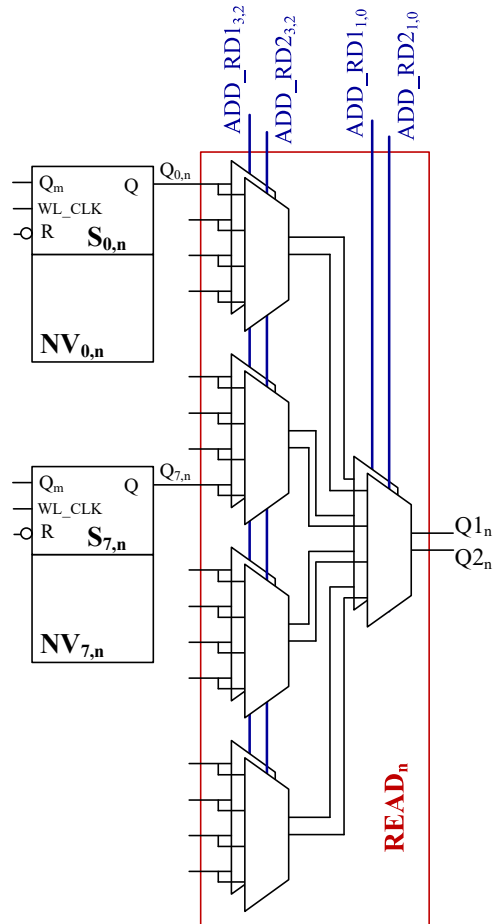 ADD_RD1₃,₂
ADD_RD2₃,₂
ADD_RD1₁,₀
ADD_RD2₁,₀
Q₀,ₙ
Qₘ
Q
WL_CLK
R
S₀,ₙ
NV₀,ₙ
Q₇,ₙ
Qₘ
Q
WL_CLK
R
S₇,ₙ
NV₇,ₙ
Q1ₙ
Q2ₙ
READₙ